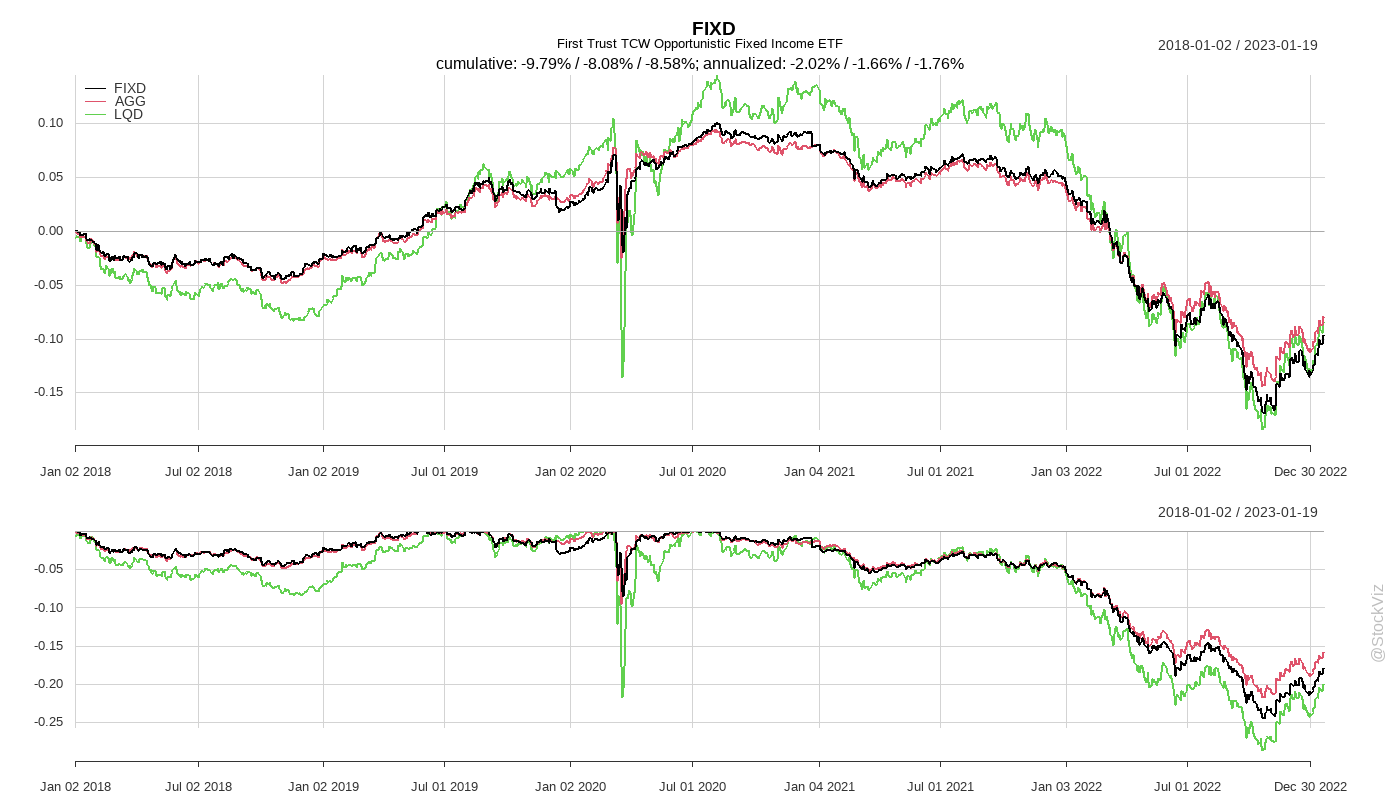 FIXD
First Trust TCW Opportunistic Fixed Income ETF
2018-01-02 / 2023-01-19
cumulative: -9.79% / -8.08% / -8.58%; annualized: -2.02% / -1.66% / -1.76%
FIXD
AGG
LQD
0.10
0.05
0.00
-0.05
-0.10
-0.15
Jan 02 2018 Jul 02 2018 Jan 02 2019 Jul 01 2019 Jan 02 2020 Jul 01 2020 Jan 04 2021 Jul 01 2021 Jan 03 2022 Jul 01 2022 Dec 30 2022
2018-01-02 / 2023-01-19
-0.05
-0.10
-0.15
-0.20
-0.25
Jan 02 2018 Jul 02 2018 Jan 02 2019 Jul 01 2019 Jan 02 2020 Jul 01 2020 Jan 04 2021 Jul 01 2021 Jan 03 2022 Jul 01 2022 Dec 30 2022
@StockViz